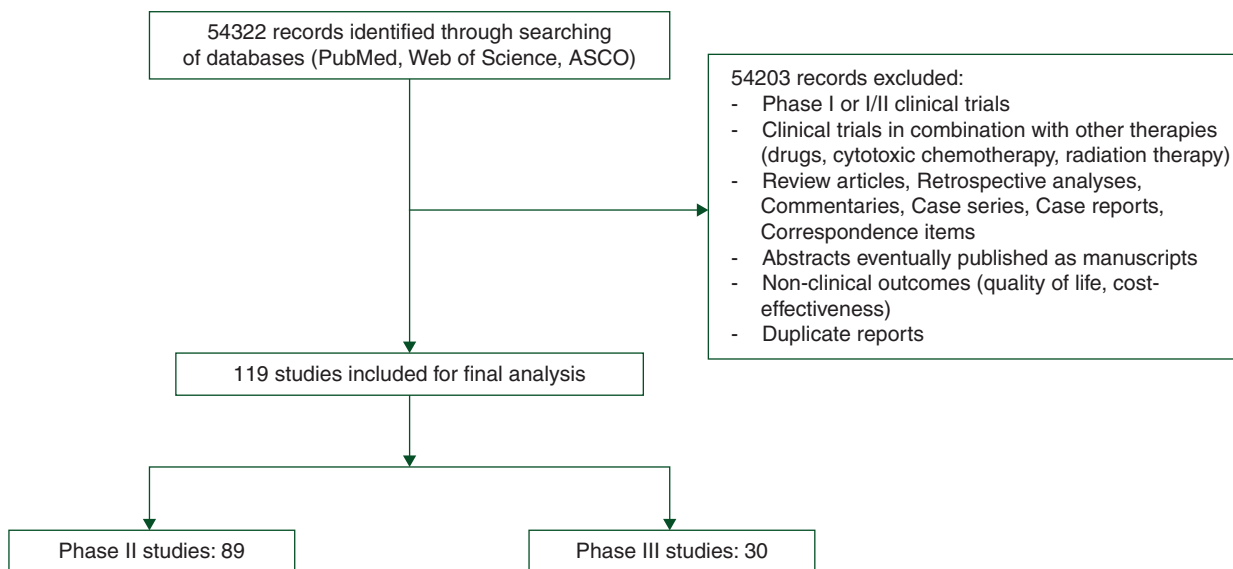 54322 records identified through searching
of databases (PubMed, Web of Science, ASCO)
54203 records excluded:
- Phase I or I/II clinical trials
- Clinical trials in combination with other therapies
(drugs, cytotoxic chemotherapy, radiation therapy)
- Review articles, Retrospective analyses,
Commentaries, Case series, Case reports,
Correspondence items
- Abstracts eventually published as manuscripts
- Non-clinical outcomes (quality of life, cost-
effectiveness)
- Duplicate reports
119 studies included for final analysis
Phase II studies: 89
Phase III studies: 30